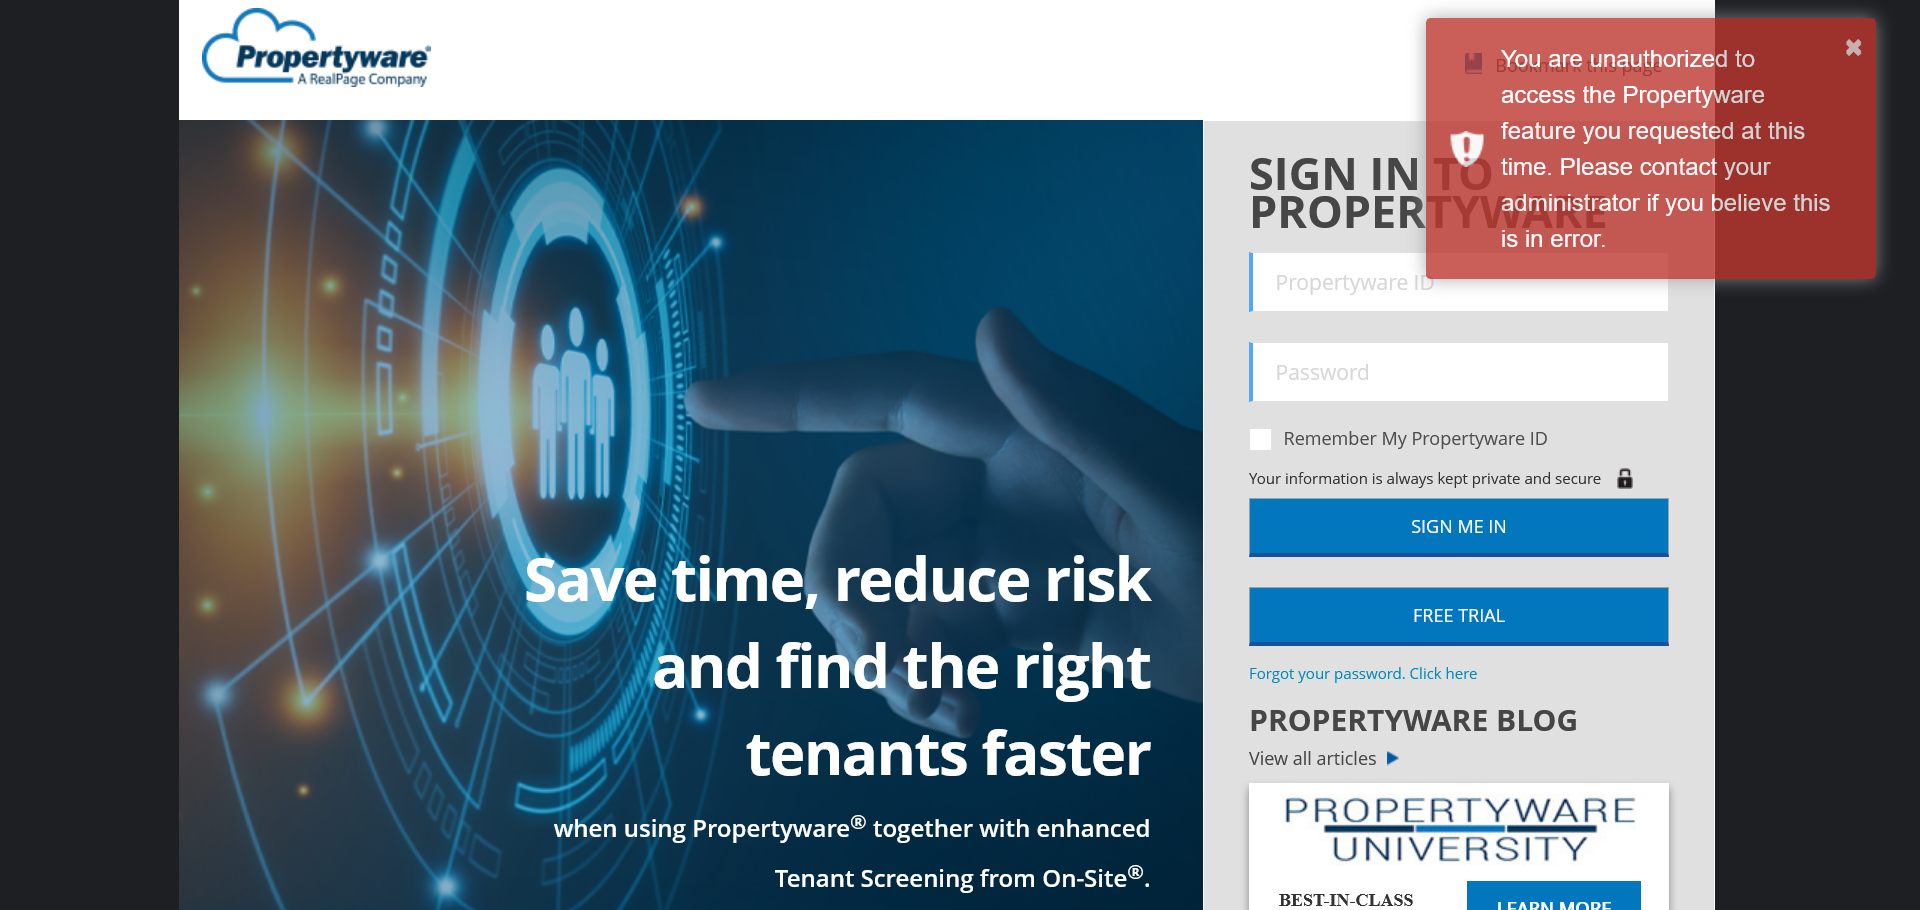 Propertyware®
A RealPage Company
Bookmark this page
You are unauthorized to
access the Propertyware
feature you requested at this
time. Please contact your
administrator if you believe this
is in error.
SIGN IN TO
PROPERTYWARE
Propertyware ID
Password
Remember My Propertyware ID
Your information is always kept private and secure
SIGN ME IN
FREE TRIAL
Forgot your password. Click here
PROPERTYWARE BLOG
View all articles
PROPERTYWARE
UNIVERSITY
BEST-IN-CLASS
LEARN MORE
Save time, reduce risk
and find the right
tenants faster
when using Propertyware® together with enhanced
Tenant Screening from On-Site®.